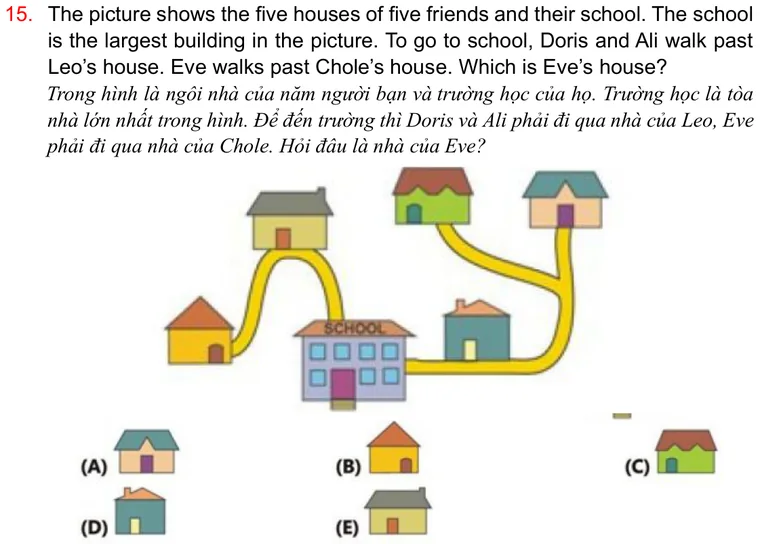 15. The picture shows the five houses of five friends and their school. The school
is the largest building in the picture. To go to school, Doris and Ali walk past
Leo’s house. Eve walks past Chole’s house. Which is Eve’s house?
Trong hình là ngôi nhà của năm người bạn và trường học của họ. Trường học là tòa
nhà lớn nhất trong hình. Để đến trường thì Doris và Ali phải đi qua nhà của Leo, Eve
phải đi qua nhà của Chole. Hỏi đâu là nhà của Eve?
SCHOOL
(A) (B) (C)
(D) (E)